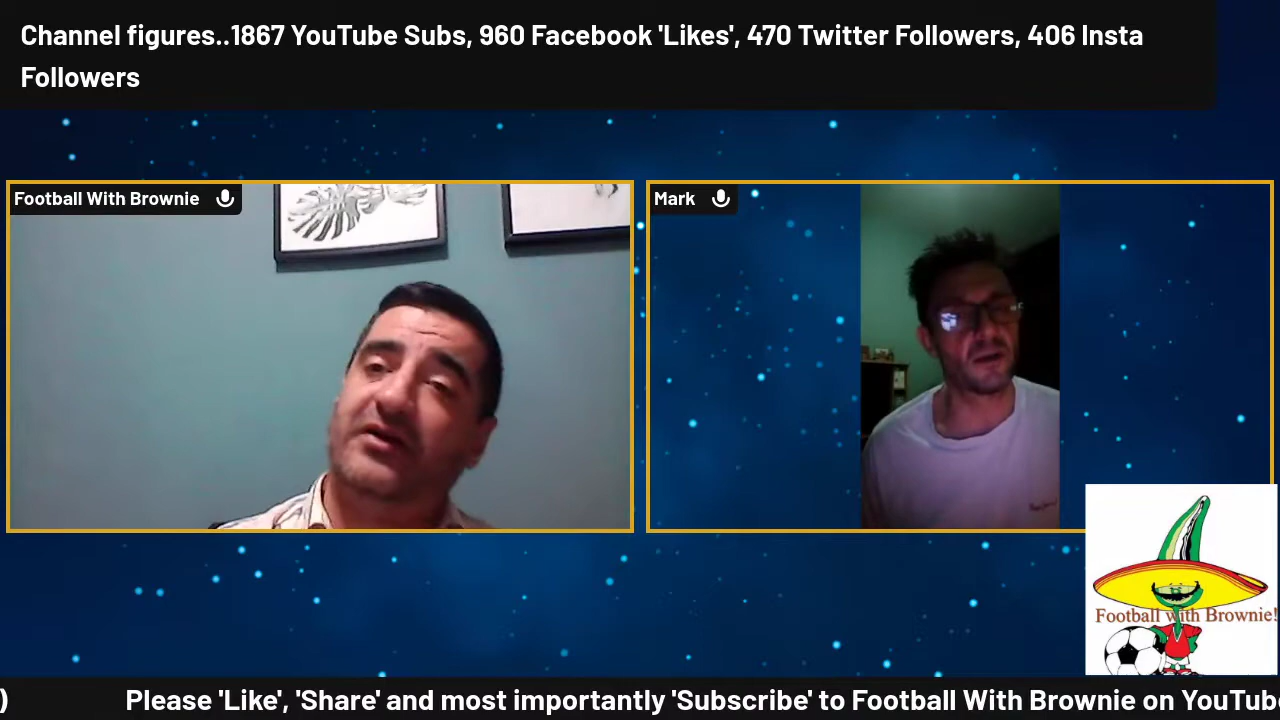 Channel figures..1867 YouTube Subs, 960 Facebook 'Likes', 470 Twitter Followers, 406 Insta
Followers
Football With Brownie
Mark
Football with Brownie!
) Please 'Like', 'Share' and most importantly 'Subscribe' to Football With Brownie on YouTub